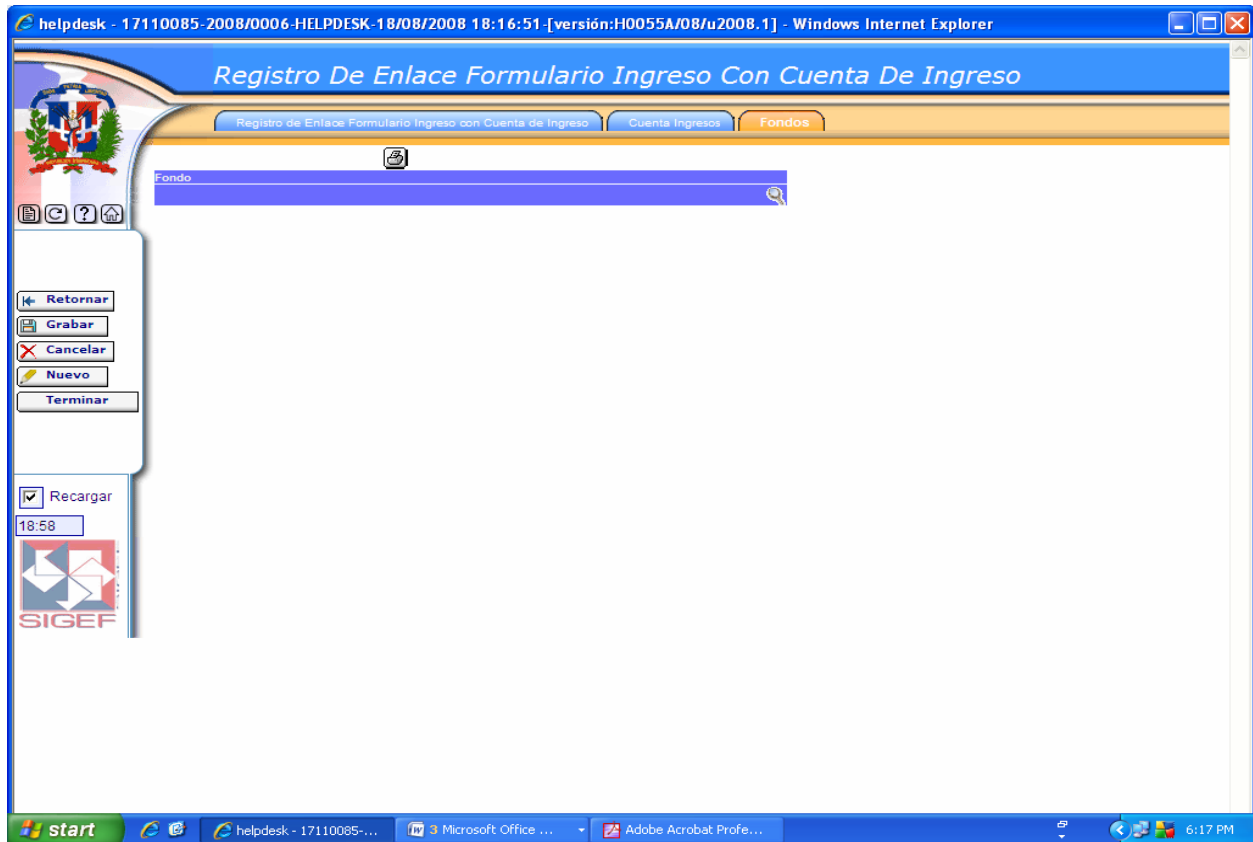 helpdesk - 17110085-2008/0006-HELPDESK-18/08/2008 18:16:51-[versión:H0055A/08/u2008.1] - Windows Internet Explorer
Registro De Enlace Formulario Ingreso Con Cuenta De Ingreso
Registro de Enlace Formulario Ingreso con Cuenta de Ingreso
Cuenta Ingresos
Fondos
Fondo
Retornar
Grabar
Cancelar
Nuevo
Terminar
Recargar
18:58
SIGEF
start
helpdesk - 17110085-...
3 Microsoft Office ...
Adobe Acrobat Profe...
6:17 PM